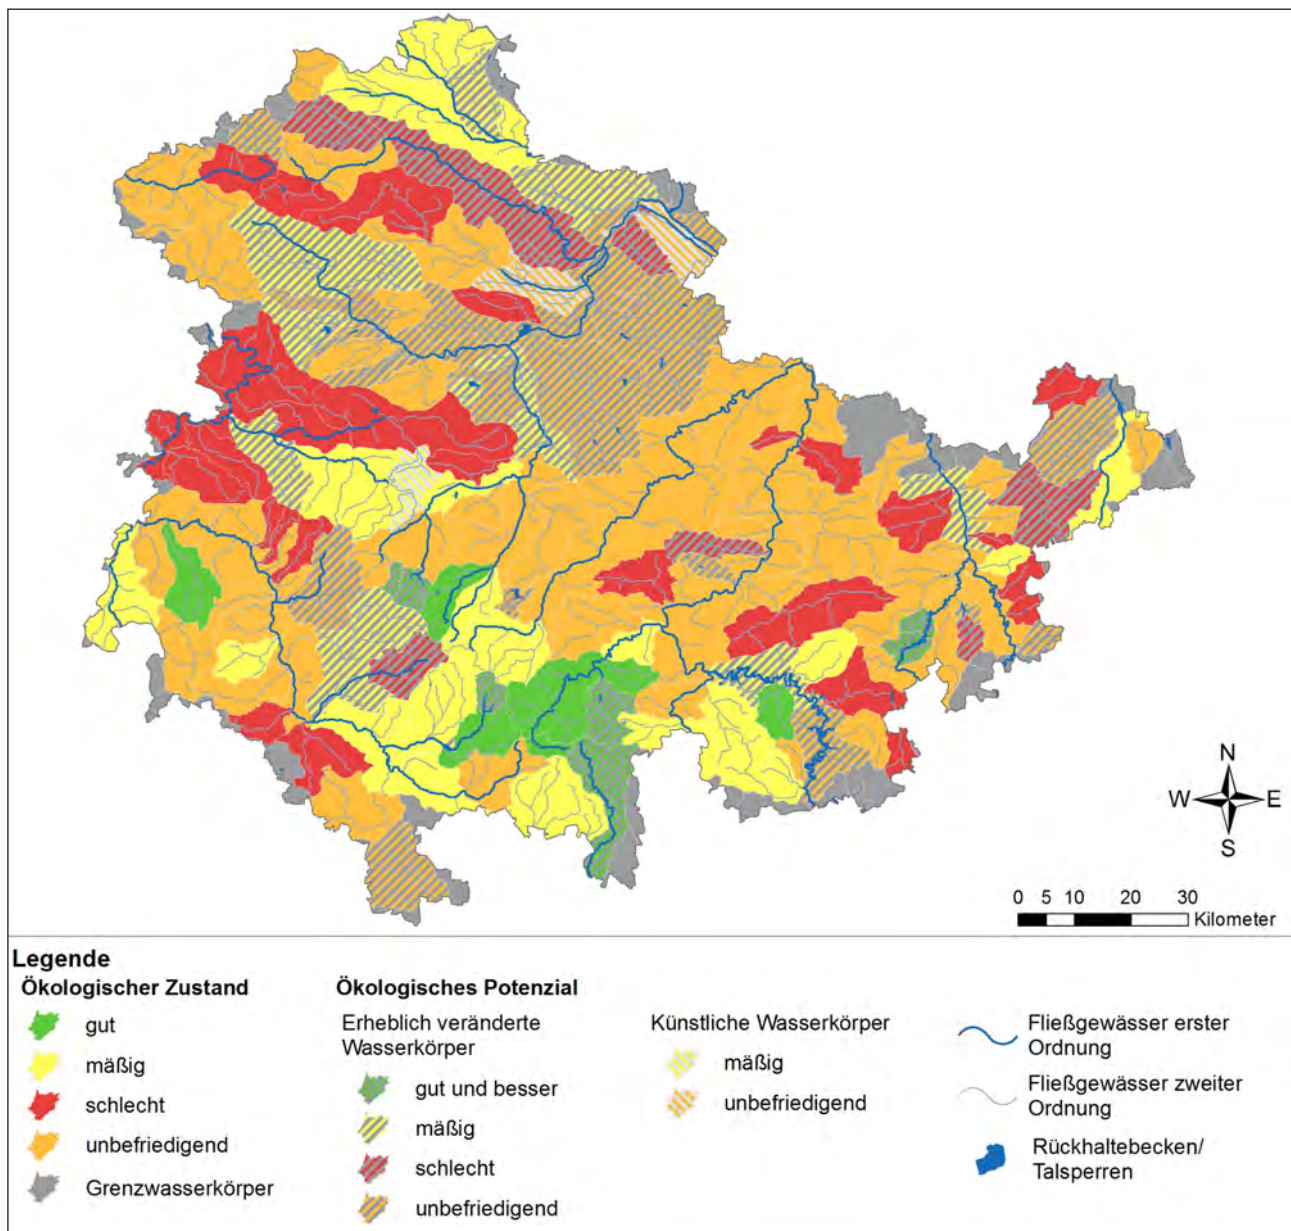 N
W E
S
0 5 10 20 30
Kilometer
Legende
Ökologischer Zustand
gut
mäßig
schlecht
unbefriedigend
Grenzwasserkörper
Ökologisches Potenzial
Erheblich veränderte
Wasserkörper
gut und besser
mäßig
schlecht
unbefriedigend
Künstliche Wasserkörper
mäßig
unbefriedigend
Fließgewässer erster
Ordnung
Fließgewässer zweiter
Ordnung
Rückhaltebecken/
Talsperren